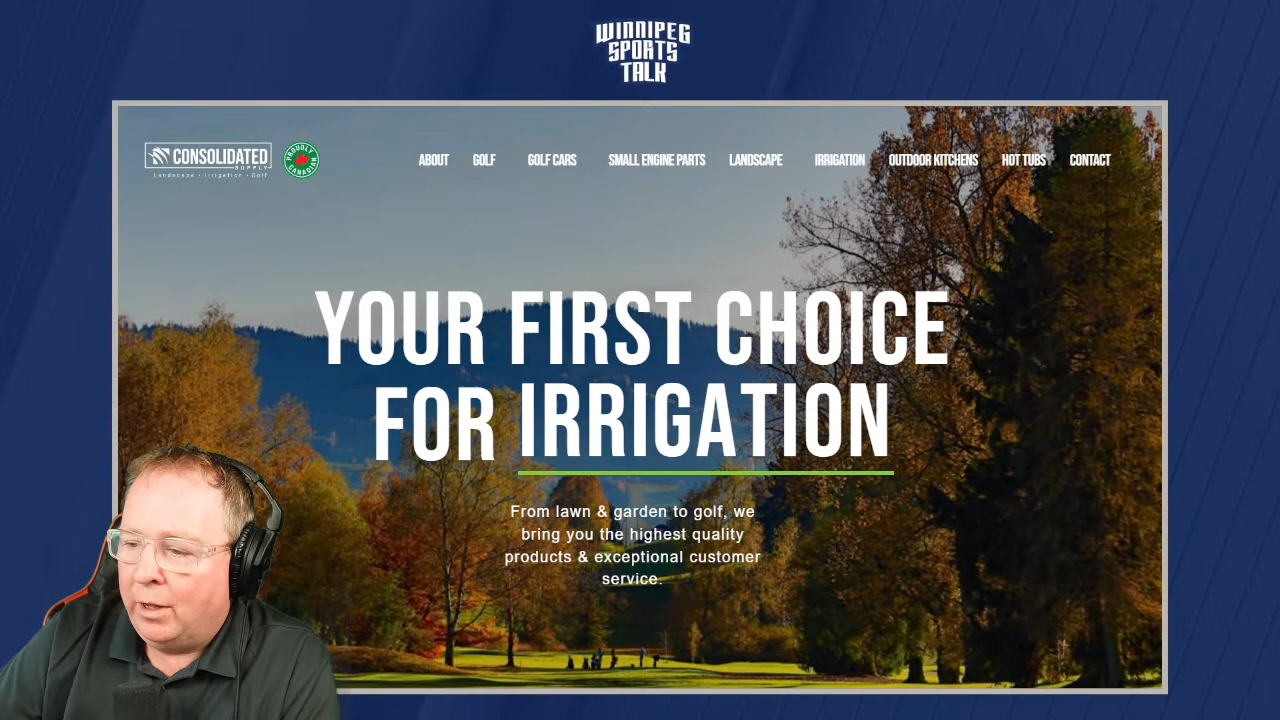 WINNIPEG
SPORTS
TALK
CONSOLIDATED
SUPPLY
Landscape • Irrigation • Golf
PROUDLY
CANADIAN
ABOUT GOLF GOLF CARS SMALL ENGINE PARTS LANDSCAPE IRRIGATION OUTDOOR KITCHENS HOT TUBS CONTACT
YOUR FIRST CHOICE
FOR IRRIGATION
From lawn & garden to golf, we
bring you the highest quality
products & exceptional customer
service.